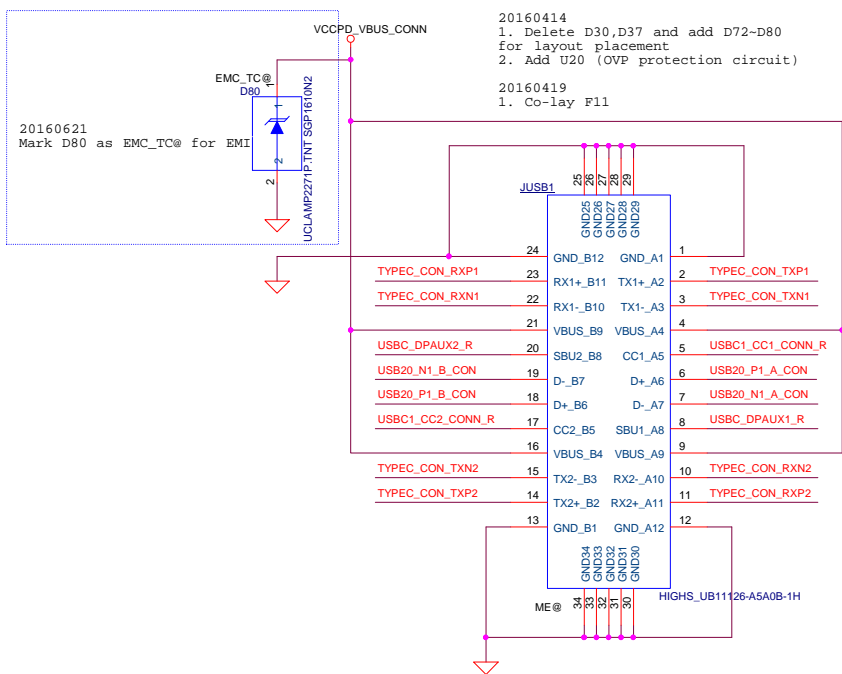 20160414
1. Delete D30,D37 and add D72~D80
for layout placement
2. Add U20 (OVP protection circuit)
20160419
1. Co-lay F11
VCCPD_VBUS_CONN
EMC_TC@
D80
1
1
2
2
UCLAMP2271P.TNT SGP1610N2
20160621
Mark D80 as EMC_TC@ for EMI
JUSB1
25 26 27 28 29
GND25 GND26 GND27 GND28 GND29
24 GND_B12 GND_A1 1
TYPEC_CON_RXP1 23 RX1+_B11 TX1+_A2 2 TYPEC_CON_TXP1
TYPEC_CON_RXN1 22 RX1-_B10 TX1-_A3 3 TYPEC_CON_TXN1
21 VBUS_B9 VBUS_A4 4
USBC_DPAUX2_R 20 SBU2_B8 CC1_A5 5 USBC1_CC1_CONN_R
USB20_N1_B_CON 19 D-_B7 D+_A6 6 USB20_P1_A_CON
USB20_P1_B_CON 18 D+_B6 D-_A7 7 USB20_N1_A_CON
USBC1_CC2_CONN_R 17 CC2_B5 SBU1_A8 8 USBC_DPAUX1_R
16 VBUS_B4 VBUS_A9 9
TYPEC_CON_TXN2 15 TX2-_B3 RX2-_A10 10 TYPEC_CON_RXN2
TYPEC_CON_TXP2 14 TX2+_B2 RX2+_A11 11 TYPEC_CON_RXP2
13 GND_B1 GND_A12 12
GND34 GND33 GND32 GND31 GND30
34 33 32 31 30
ME@
HIGHS_UB11126-A5A0B-1H